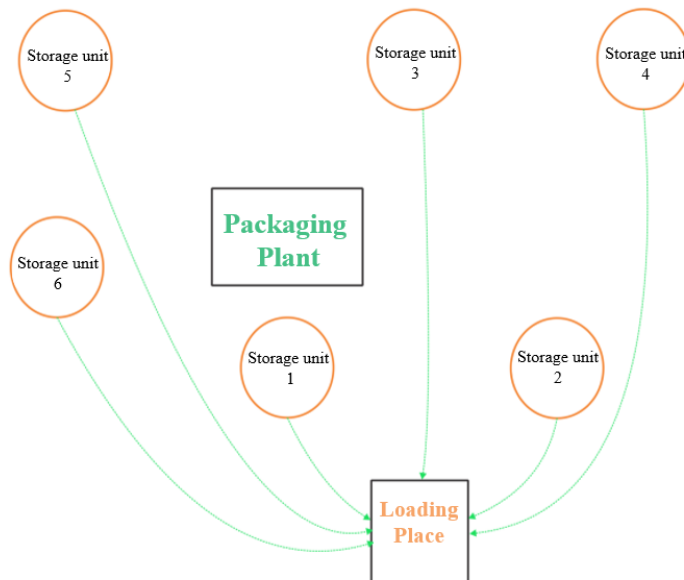 Storage unit
5
Storage unit
3
Storage unit
4
Packaging
Plant
Storage unit
6
Storage unit
1
Storage unit
2
Loading
Place